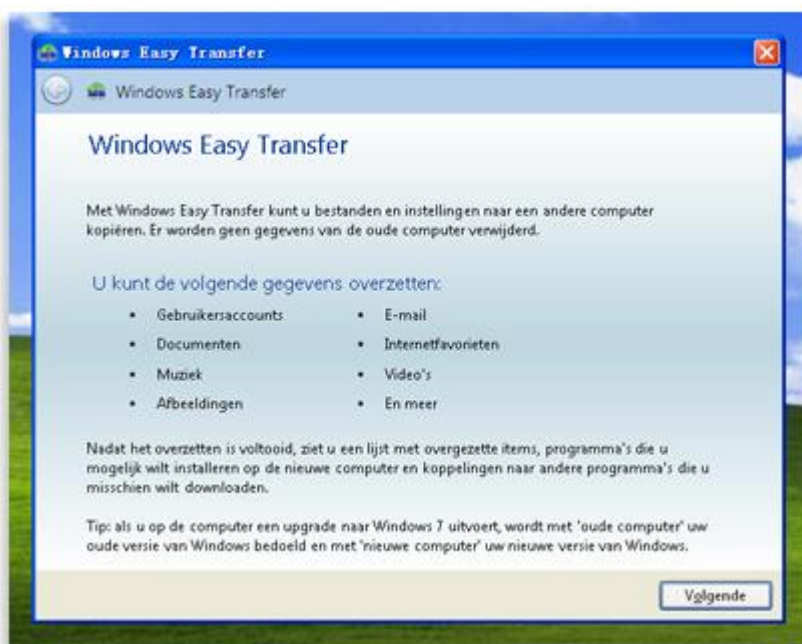 Windows Easy Transfer
Windows Easy Transfer
Windows Easy Transfer
Met Windows Easy Transfer kunt u bestanden en instellingen naar een andere computer
kopiëren. Er worden geen gegevens van de oude computer verwijderd.
U kunt de volgende gegevens overzetten:
• Gebruikersaccounts
• Documenten
• Muziek
• Afbeeldingen
• E-mail
• Internetfavorieten
• Video's
• En meer
Nadat het overzetten is voltooid, ziet u een lijst met overgezette items, programma's die u
mogelijk wilt installeren op de nieuwe computer en koppelingen naar andere programma's die u
misschien wilt downloaden.
Tip: als u op de computer een upgrade naar Windows 7 uitvoert, wordt met 'oude computer' uw
oude versie van Windows bedoeld en met 'nieuwe computer' uw nieuwe versie van Windows.
Volgende